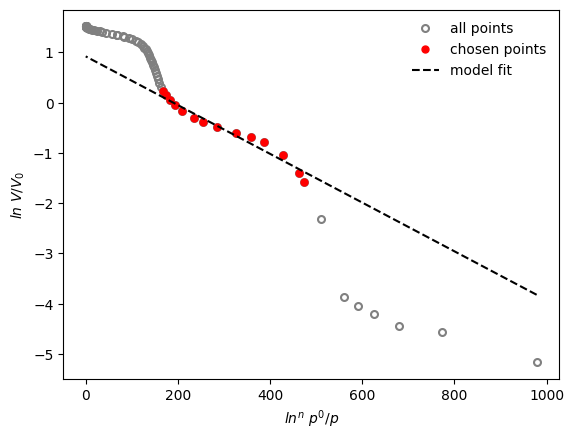 all points
chosen points
model fit
1
0
−1
−2
−3
−4
−5
ln V/V₀
0 200 400 600 800 1000
lnⁿ p⁰/p